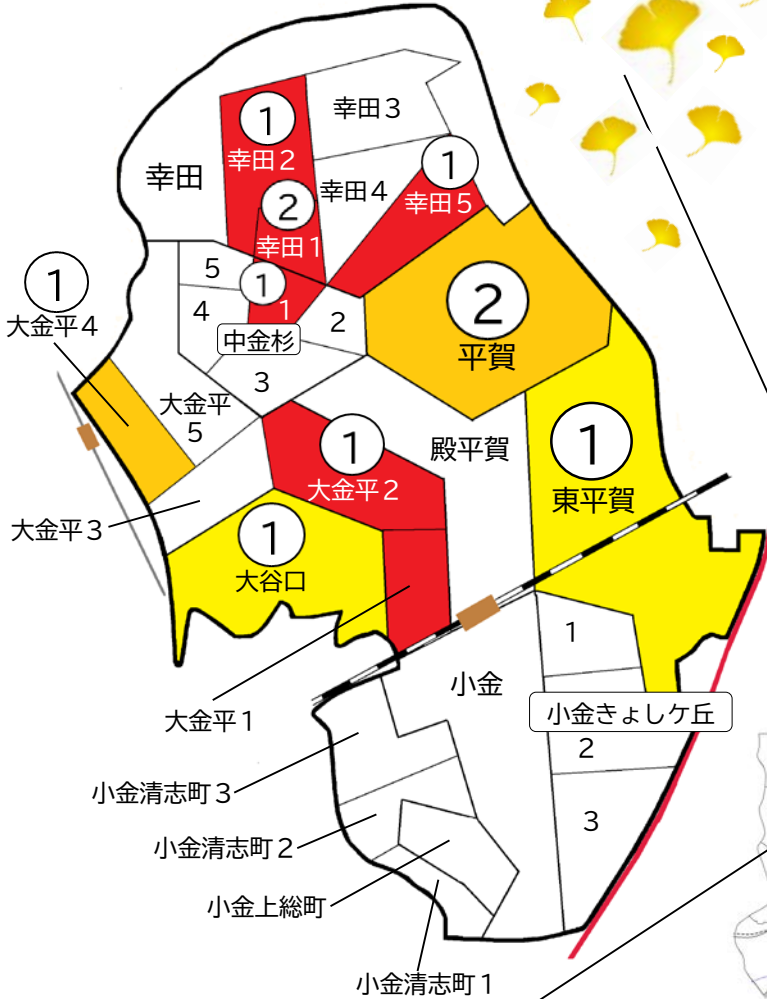 幸田3
①
幸田2
幸田
幸田4
①
幸田5
②
幸田1
①
大金平4
5
①
1
4
2
中金杉
②
平賀
3
大金平
5
殿平賀
①
大金平2
①
東平賀
大金平3
①
大谷口
1
小金
大金平1
小金きよしケ丘
2
小金清志町3
3
小金清志町2
小金上総町
小金清志町1